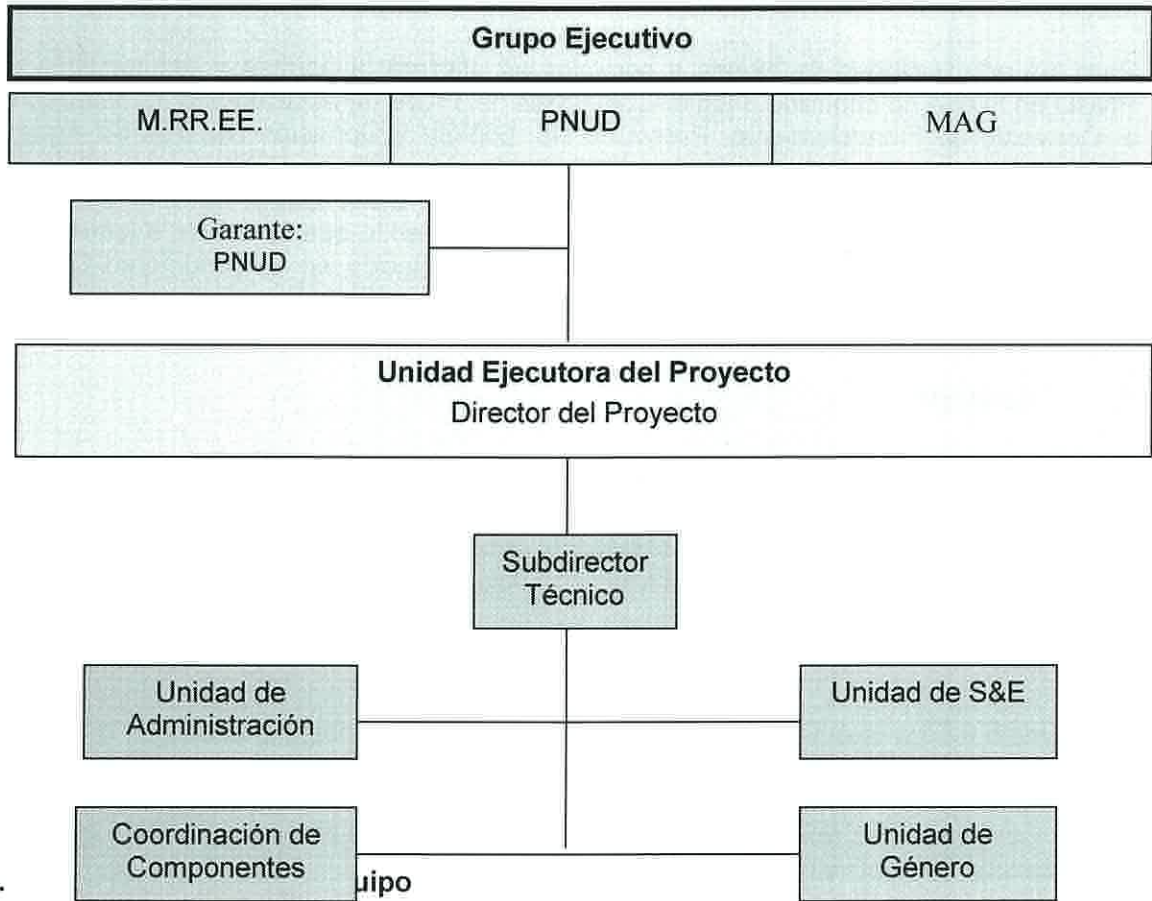 Grupo Ejecutivo
M.RR.EE.
PNUD
MAG
Garante:
PNUD
Unidad Ejecutora del Proyecto
Director del Proyecto
Subdirector
Técnico
Unidad de
Administración
Unidad de S&E
Coordinación de
Componentes
Unidad de
Género
. uipo